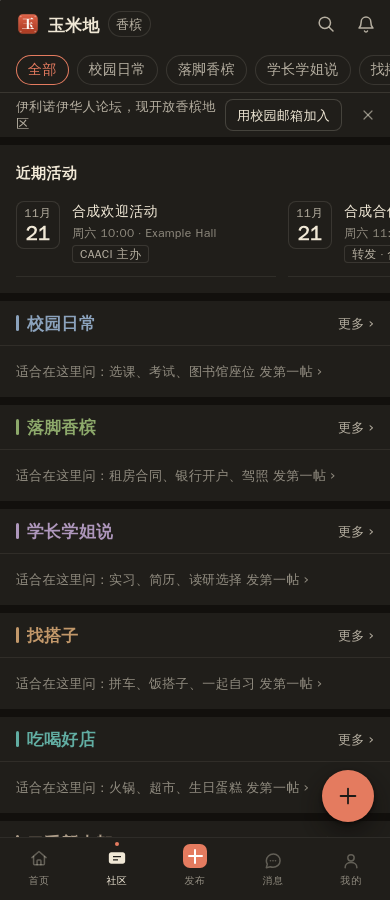 玉 玉米地 香槟
全部 校园日常 落脚香槟 学长学姐说 找搭
伊利诺伊华人论坛，现开放香槟地
区
用校园邮箱加入
近期活动
11月
21
合成欢迎活动
周六 10:00 · Example Hall
CAACI 主办
11月
21
合成合
周六 11:
转发 ·
校园日常 更多 ›
适合在这里问：选课、考试、图书馆座位 发第一帖 ›
落脚香槟 更多 ›
适合在这里问：租房合同、银行开户、驾照 发第一帖 ›
学长学姐说 更多 ›
适合在这里问：实习、简历、读研选择 发第一帖 ›
找搭子 更多 ›
适合在这里问：拼车、饭搭子、一起自习 发第一帖 ›
吃喝好店 更多 ›
适合在这里问：火锅、超市、生日蛋糕 发第一帖 ›
首页 社区 发布 消息 我的